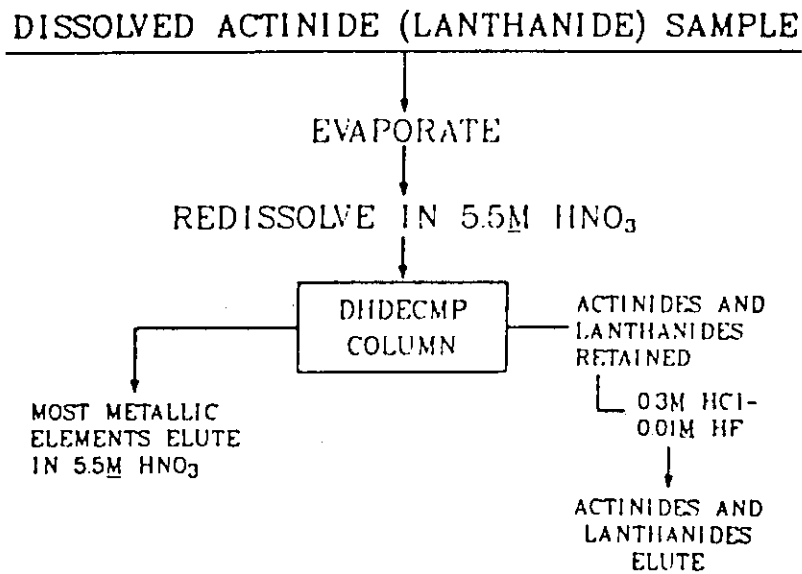 DISSOLVED ACTINIDE (LANTHANIDE) SAMPLE
EVAPORATE
REDISSOLVE IN 5.5M HNO₃
DHDECMP
COLUMN
ACTINIDES AND
LANTHANIDES
RETAINED
0.3M HCl-
0.01M HF
MOST METALLIC
ELEMENTS ELUTE
IN 5.5M HNO₃
ACTINIDES AND
LANTHANIDES
ELUTE